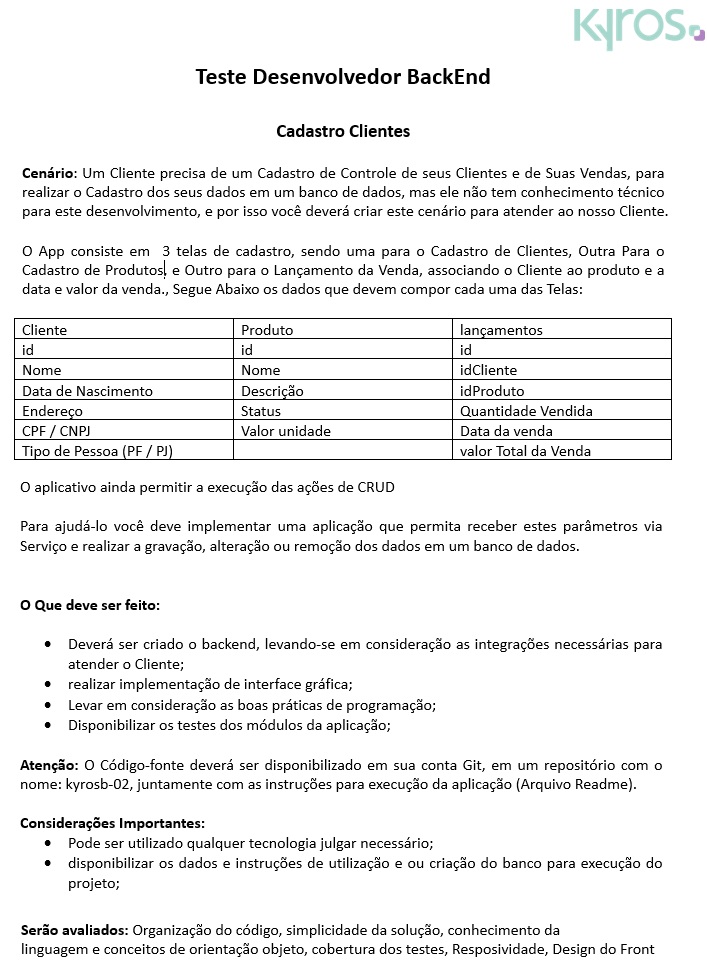 kyros
Teste Desenvolvedor BackEnd
Cadastro Clientes
Cenário: Um Cliente precisa de um Cadastro de Controle de seus Clientes e de Suas Vendas, para
realizar o Cadastro dos seus dados em um banco de dados, mas ele não tem conhecimento técnico
para este desenvolvimento, e por isso você deverá criar este cenário para atender ao nosso Cliente.
O App consiste em 3 telas de cadastro, sendo uma para o Cadastro de Clientes, Outra Para o
Cadastro de Produtos, e Outro para o Lançamento da Venda, associando o Cliente ao produto e a
data e valor da venda., Segue Abaixo os dados que devem compor cada uma das Telas:
Cliente Produto lançamentos
id id id
Nome Nome idCliente
Data de Nascimento Descrição idProduto
Endereço Status Quantidade Vendida
CPF / CNPJ Valor unidade Data da venda
Tipo de Pessoa (PF / PJ) valor Total da Venda
O aplicativo ainda permitir a execução das ações de CRUD
Para ajudá-lo você deve implementar uma aplicação que permita receber estes parâmetros via
Serviço e realizar a gravação, alteração ou remoção dos dados em um banco de dados.
O Que deve ser feito:
• Deverá ser criado o backend, levando-se em consideração as integrações necessárias para
atender o Cliente;
• realizar implementação de interface gráfica;
• Levar em consideração as boas práticas de programação;
• Disponibilizar os testes dos módulos da aplicação;
Atenção: O Código-fonte deverá ser disponibilizado em sua conta Git, em um repositório com o
nome: kyrosb-02, juntamente com as instruções para execução da aplicação (Arquivo Readme).
Considerações Importantes:
• Pode ser utilizado qualquer tecnologia julgar necessário;
• disponibilizar os dados e instruções de utilização e ou criação do banco para execução do
projeto;
Serão avaliados: Organização do código, simplicidade da solução, conhecimento da
linguagem e conceitos de orientação objeto, cobertura dos testes, Resposividade, Design do Front